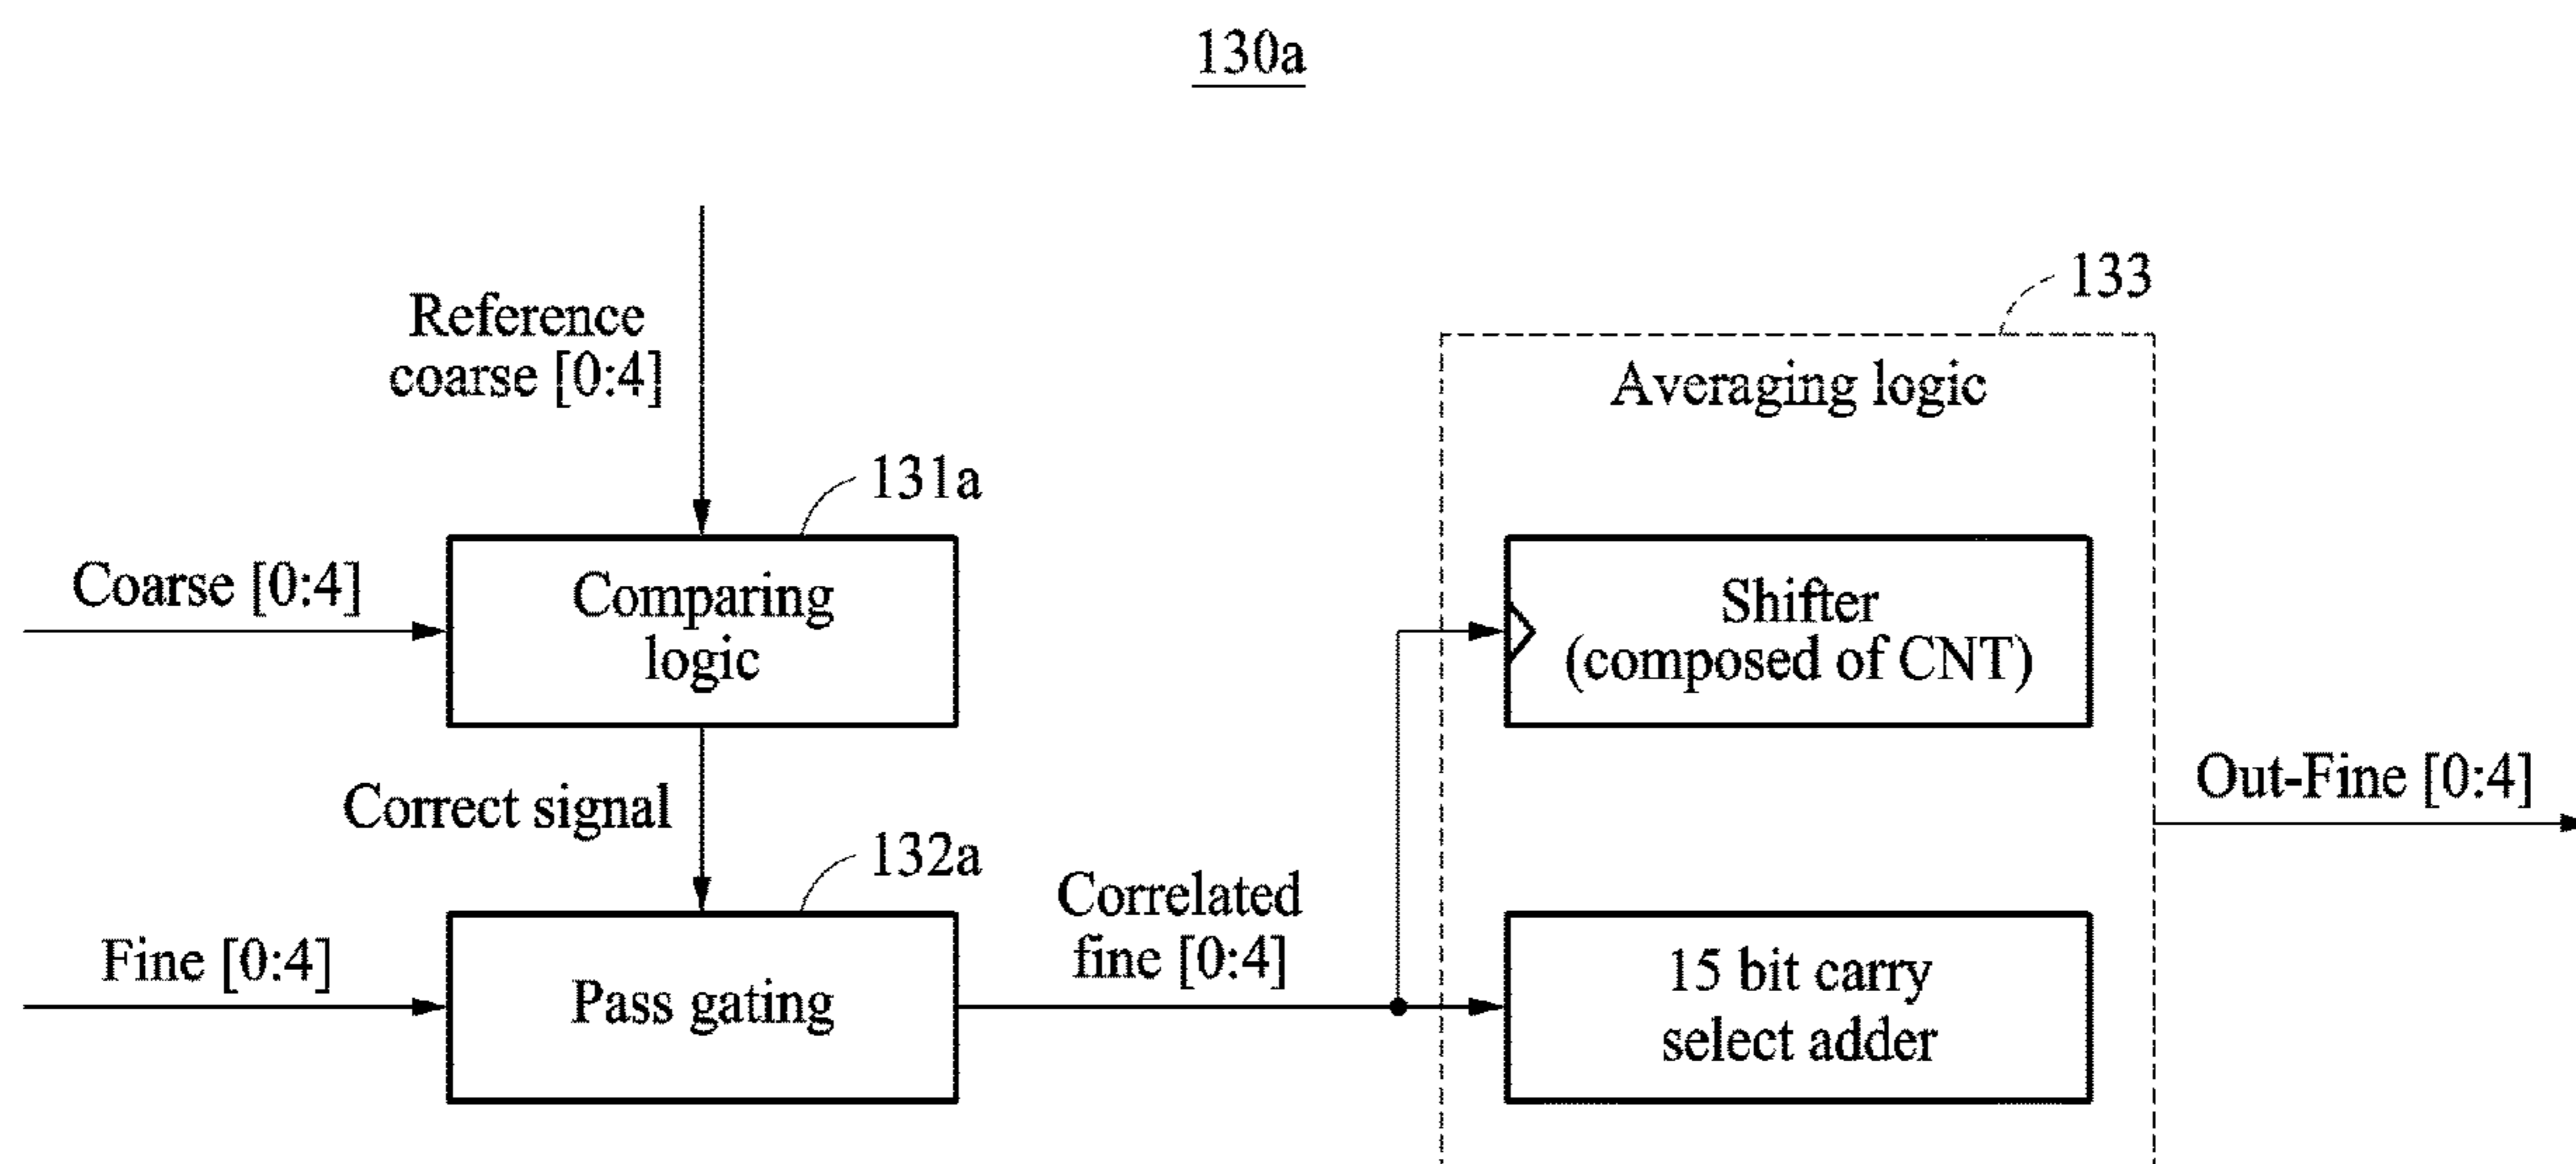 130a
Reference
coarse [0:4]
133
Averaging logic
131a
Coarse [0:4]
Comparing
logic
Shifter
(composed of CNT)
Correct signal
Out-Fine [0:4]
132a
Correlated
fine [0:4]
Fine [0:4]
Pass gating
15 bit carry
select adder